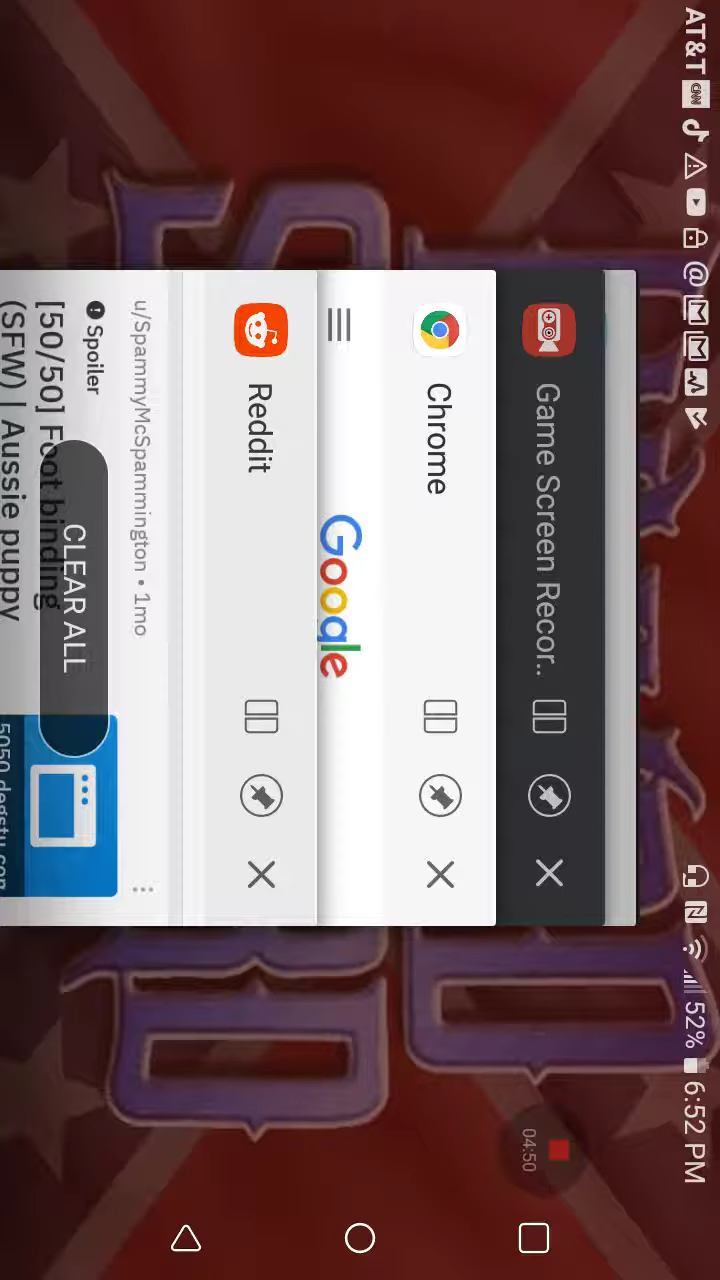 AT&T
CNN
52% 6:52 PM
Game Screen Recor..
Chrome
Google
Reddit
u/SpammyMcSpammington • 1mo
Spoiler
[50/50] Foot binding
(SFW) | Aussie puppy
CLEAR ALL
04:50